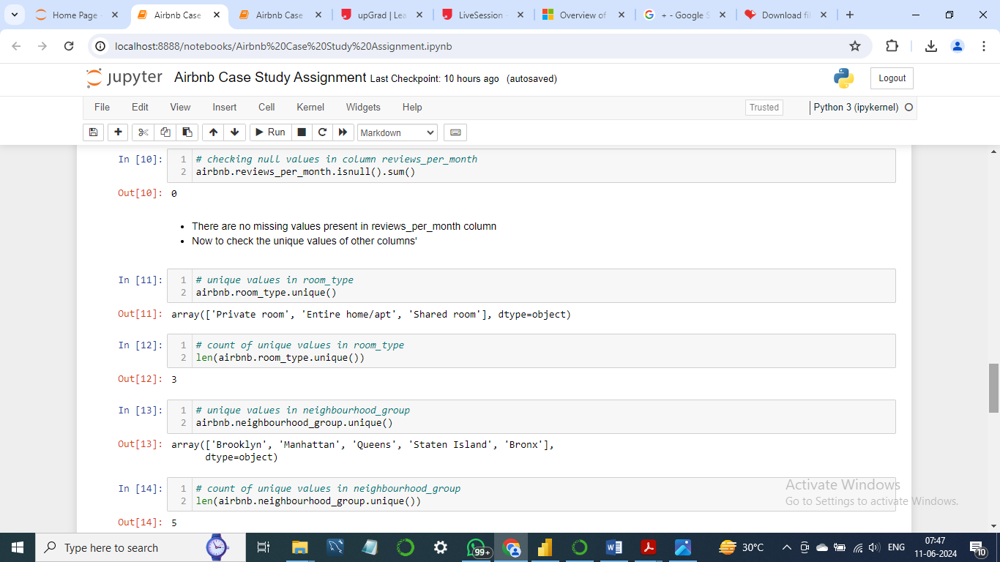 Home Page
Airbnb Case
Airbnb Case
upGrad | Lea
LiveSession
Overview of
+ - Google S
Download fil
localhost:8888/notebooks/Airbnb%20Case%20Study%20Assignment.ipynb
jupyter Airbnb Case Study Assignment Last Checkpoint: 10 hours ago (autosaved)
Logout
File Edit View Insert Cell Kernel Widgets Help
Trusted
Python 3 (ipykernel)
Run
Markdown
In [10]: 1 # checking null values in column reviews_per_month
2 airbnb.reviews_per_month.isnull().sum()
Out[10]: 0
• There are no missing values present in reviews_per_month column
• Now to check the unique values of other columns'
In [11]: 1 # unique values in room_type
2 airbnb.room_type.unique()
Out[11]: array(['Private room', 'Entire home/apt', 'Shared room'], dtype=object)
In [12]: 1 # count of unique values in room_type
2 len(airbnb.room_type.unique())
Out[12]: 3
In [13]: 1 # unique values in neighbourhood_group
2 airbnb.neighbourhood_group.unique()
Out[13]: array(['Brooklyn', 'Manhattan', 'Queens', 'Staten Island', 'Bronx'],
dtype=object)
In [14]: 1 # count of unique values in neighbourhood_group
2 len(airbnb.neighbourhood_group.unique())
Out[14]: 5
Activate Windows
Go to Settings to activate Windows.
Type here to search
99+
30°C
ENG
07:47
11-06-2024
10